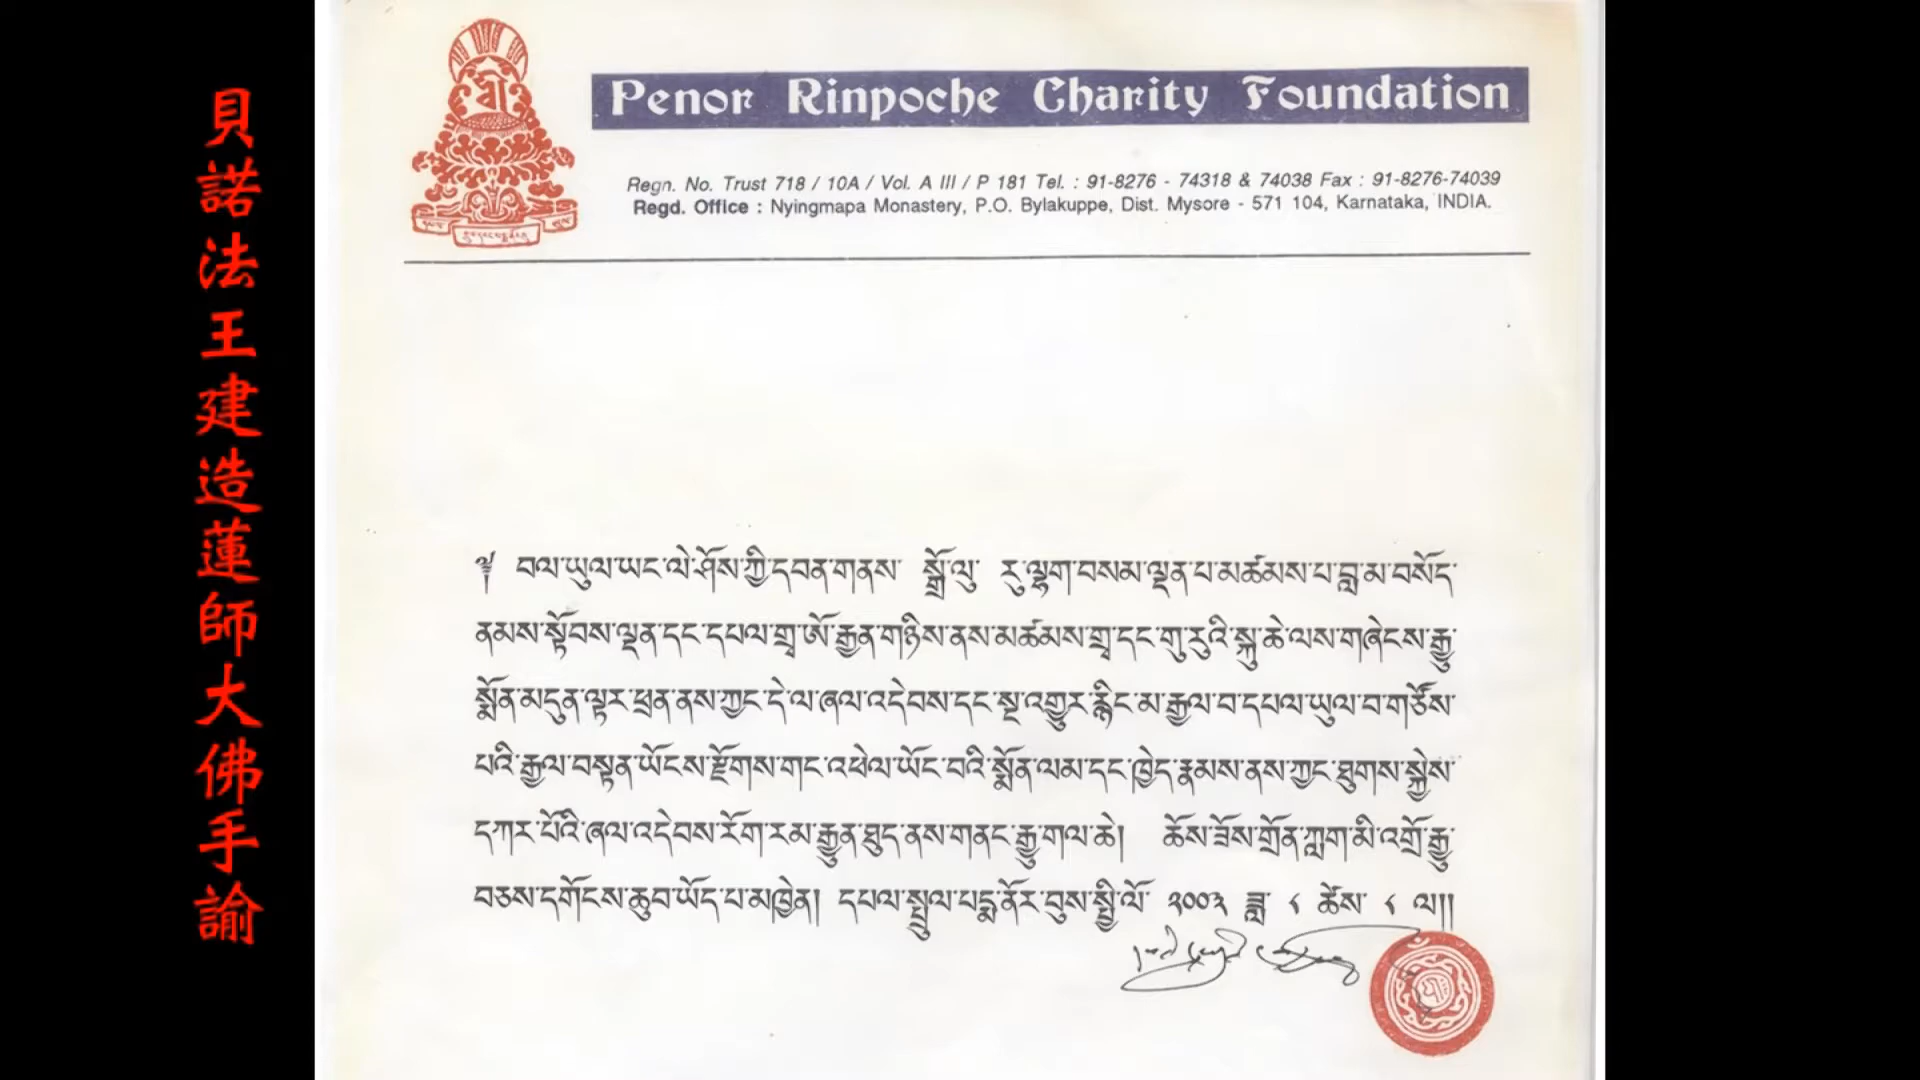 貝諾法王建造蓮師大佛手諭
Penor Rinpoche Charity Foundation
Regn. No. Trust 718 / 10A / Vol. A III / P 181 Tel. : 91-8276 - 74318 & 74038 Fax : 91-8276-74039
Regd. Office : Nyingmapa Monastery, P.O. Bylakuppe, Dist. Mysore - 571 104, Karnataka, INDIA.
༄༅ བལ་ཡུལ་ཡང་ལེ་ཤོད་ཀྱི་དབེན་གནས་ སྒྲོ་ལུ་ རུ་ལྷག་བསམ་ལྡན་པ་མཚམས་པ་བླ་མ་བསོད་
ནམས་སྟོབས་ལྡན་དང་དཔལ་གྲྭ་ཨོ་རྒྱན་གཉིས་ནས་མཚམས་གྲྭ་དང་གུ་རུའི་སྐུ་ཆེ་ལས་གཞེངས་རྒྱུ་
སྨོན་མདུན་ལྟར་ཕྲན་ནས་ཀྱང་དེ་ལ་ཞལ་འདེབས་དང་སྔ་འགྱུར་རྙིང་མ་རྒྱལ་བ་དཔལ་ཡུལ་བ་གཙོས་
པའི་རྒྱལ་བསྟན་ཡོངས་རྫོགས་གང་འཕེལ་ཡོང་བའི་སྨོན་ལམ་དང་ཁྱེད་རྣམས་ནས་ཀྱང་ཐུགས་སྐྱེས་
དཀར་པོའི་ཞལ་འདེབས་རོག་རམ་རྒྱུན་ཐུད་ནས་གནང་རྒྱུ་གལ་ཆེ། ཆོས་ཟོས་གྲོན་ཀླག་མི་འགྲོ་རྒྱུ་
བཅས་དགོངས་ཆུབ་ཡོད་པ་མཁྱེན། དཔལ་སྤྲུལ་པདྨ་ནོར་བུས་སྤྱི་ལོ་ ༢༠༠༣ ཟླ་ ༨ ཚེས་ ༨ ལ།།